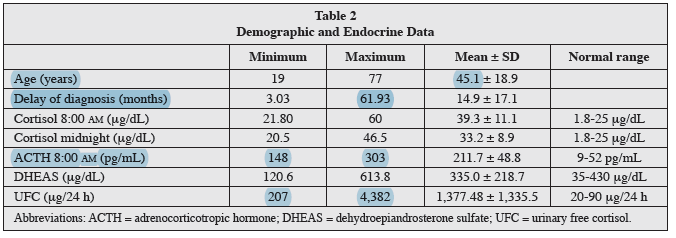 Table 2
Demographic and Endocrine Data
Minimum Maximum Mean ± SD Normal range
Age (years) 19 77 45.1 ± 18.9
Delay of diagnosis (months) 3.03 61.93 14.9 ± 17.1
Cortisol 8:00 AM (µg/dL) 21.80 60 39.3 ± 11.1 1.8-25 µg/dL
Cortisol midnight (µg/dL) 20.5 46.5 33.2 ± 8.9 1.8-25 µg/dL
ACTH 8:00 AM (pg/mL) 148 303 211.7 ± 48.8 9-52 pg/mL
DHEAS (µg/dL) 120.6 613.8 335.0 ± 218.7 35-430 µg/dL
UFC (µg/24 h) 207 4,382 1,377.48 ± 1,335.5 20-90 µg/24 h
Abbreviations: ACTH = adrenocorticotropic hormone; DHEAS = dehydroepiandrosterone sulfate; UFC = urinary free cortisol.